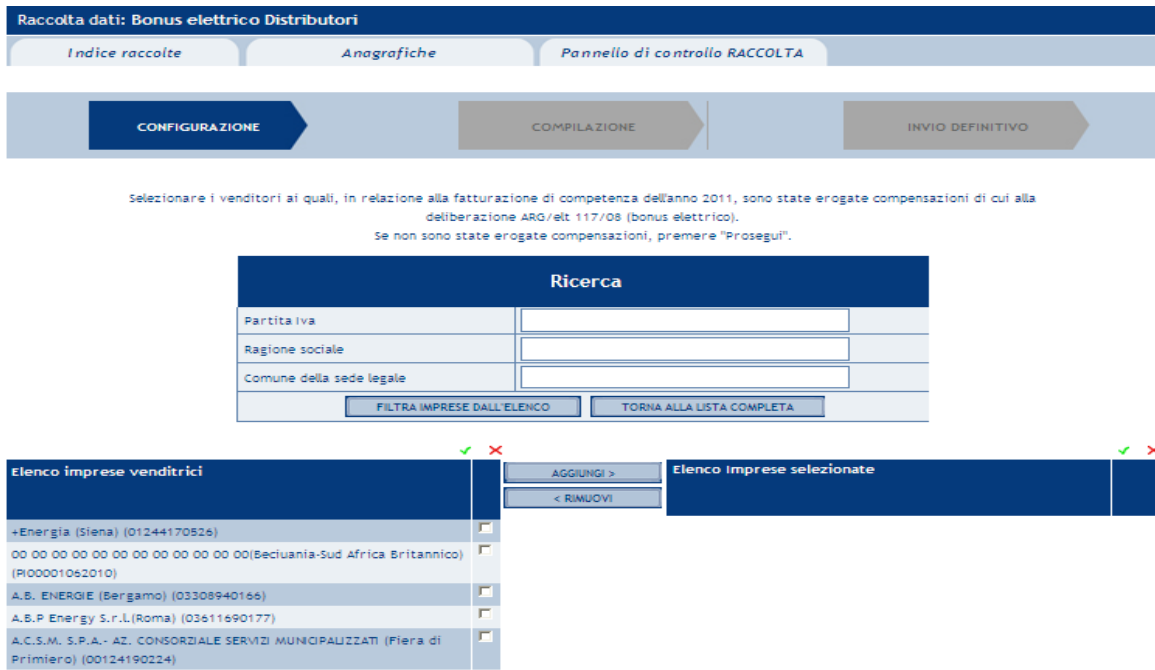 Raccolta dati: Bonus elettrico Distributori
Indice raccolte
Anagrafiche
Pannello di controllo RACCOLTA
CONFIGURAZIONE
COMPILAZIONE
INVIO DEFINITIVO
Selezionare i venditori ai quali, in relazione alla fatturazione di competenza dell'anno 2011, sono state erogate compensazioni di cui alla
deliberazione ARG/elt 117/08 (bonus elettrico).
Se non sono state erogate compensazioni, premere "Prosegui".
Ricerca
Partita Iva
Ragione sociale
Comune della sede legale
FILTRA IMPRESE DALL'ELENCO
TORNA ALLA LISTA COMPLETA
Elenco imprese venditrici
AGGIUNGI >
< RIMUOVI
Elenco Imprese selezionate
+Energia (Siena) (01244170526)
00 00 00 00 00 00 00 00 00 00 00 00(Beciuania-Sud Africa Britannico)
(PI00001062010)
A.B. ENERGIE (Bergamo) (03308940166)
A.B.P Energy S.r.l.(Roma) (03611690177)
A.C.S.M. S.P.A.- AZ. CONSORZIALE SERVIZI MUNICIPALIZZATI (Fiera di
Primiero) (00124190224)